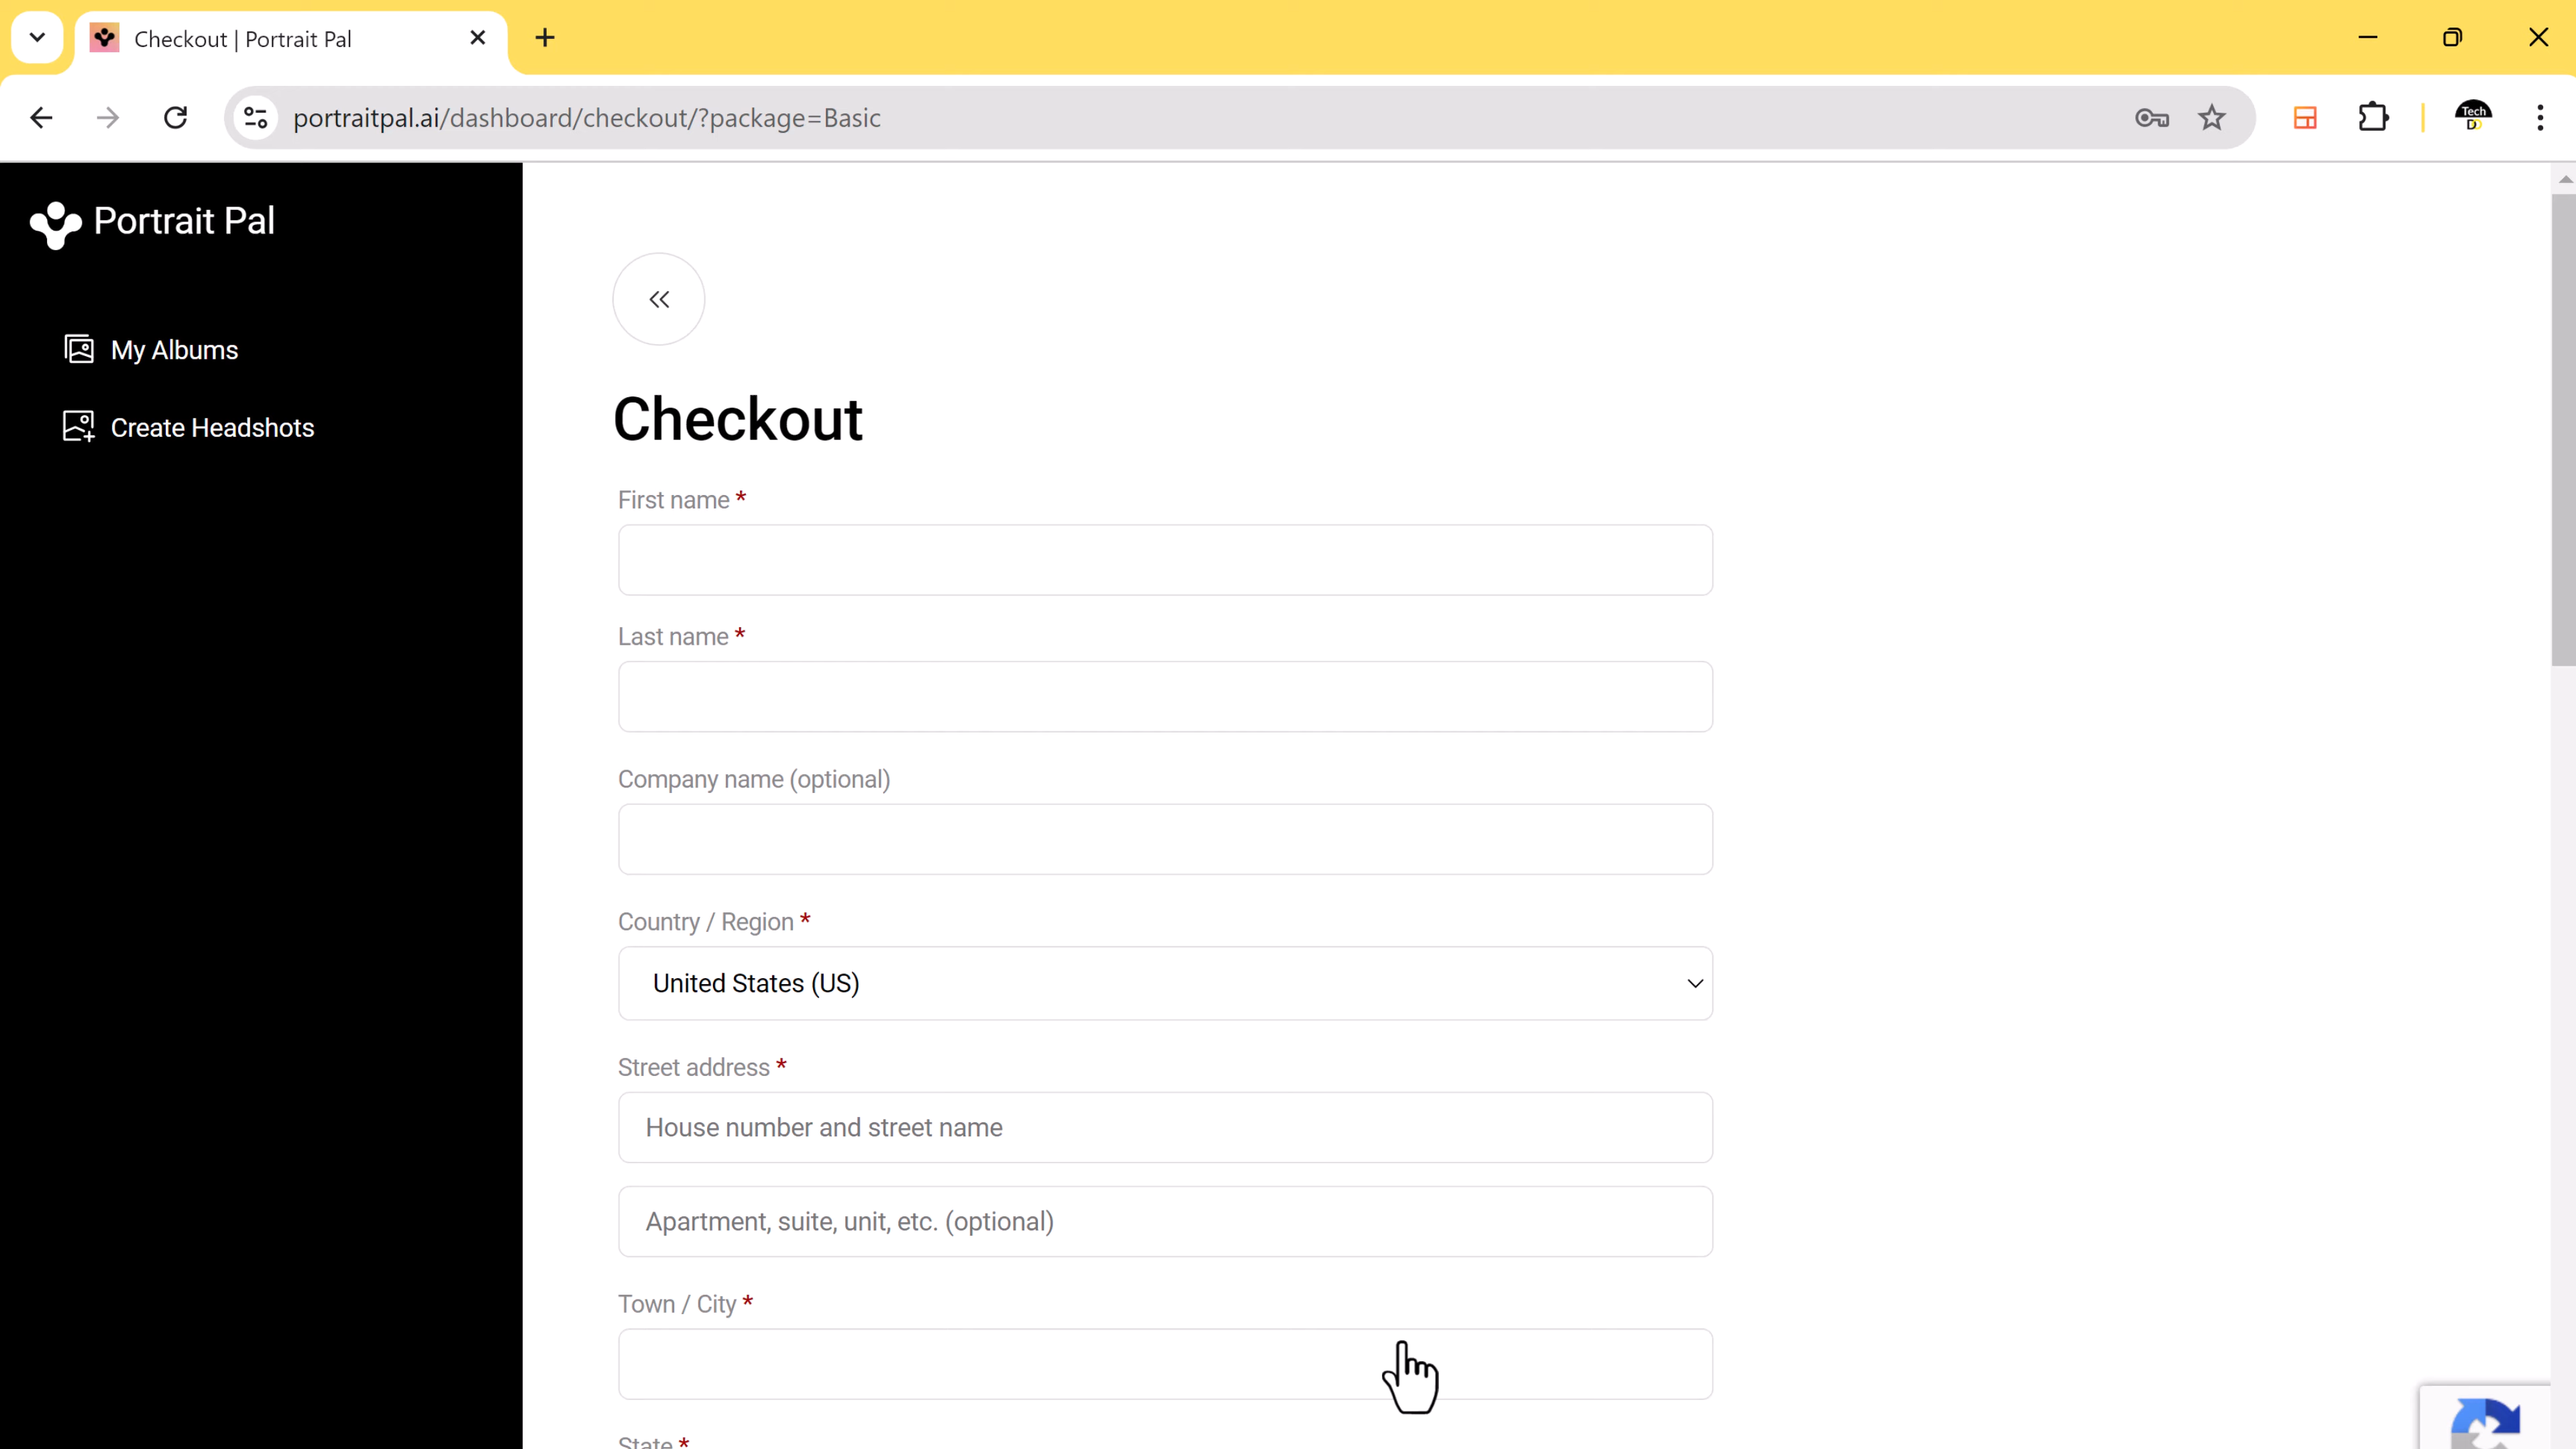 Checkout | Portrait Pal
portraitpal.ai/dashboard/checkout/?package=Basic
Tech
DO
Portrait Pal
My Albums
Create Headshots
Checkout
First name *
Last name *
Company name (optional)
Country / Region *
United States (US)
Street address *
House number and street name
Apartment, suite, unit, etc. (optional)
Town / City *
State *